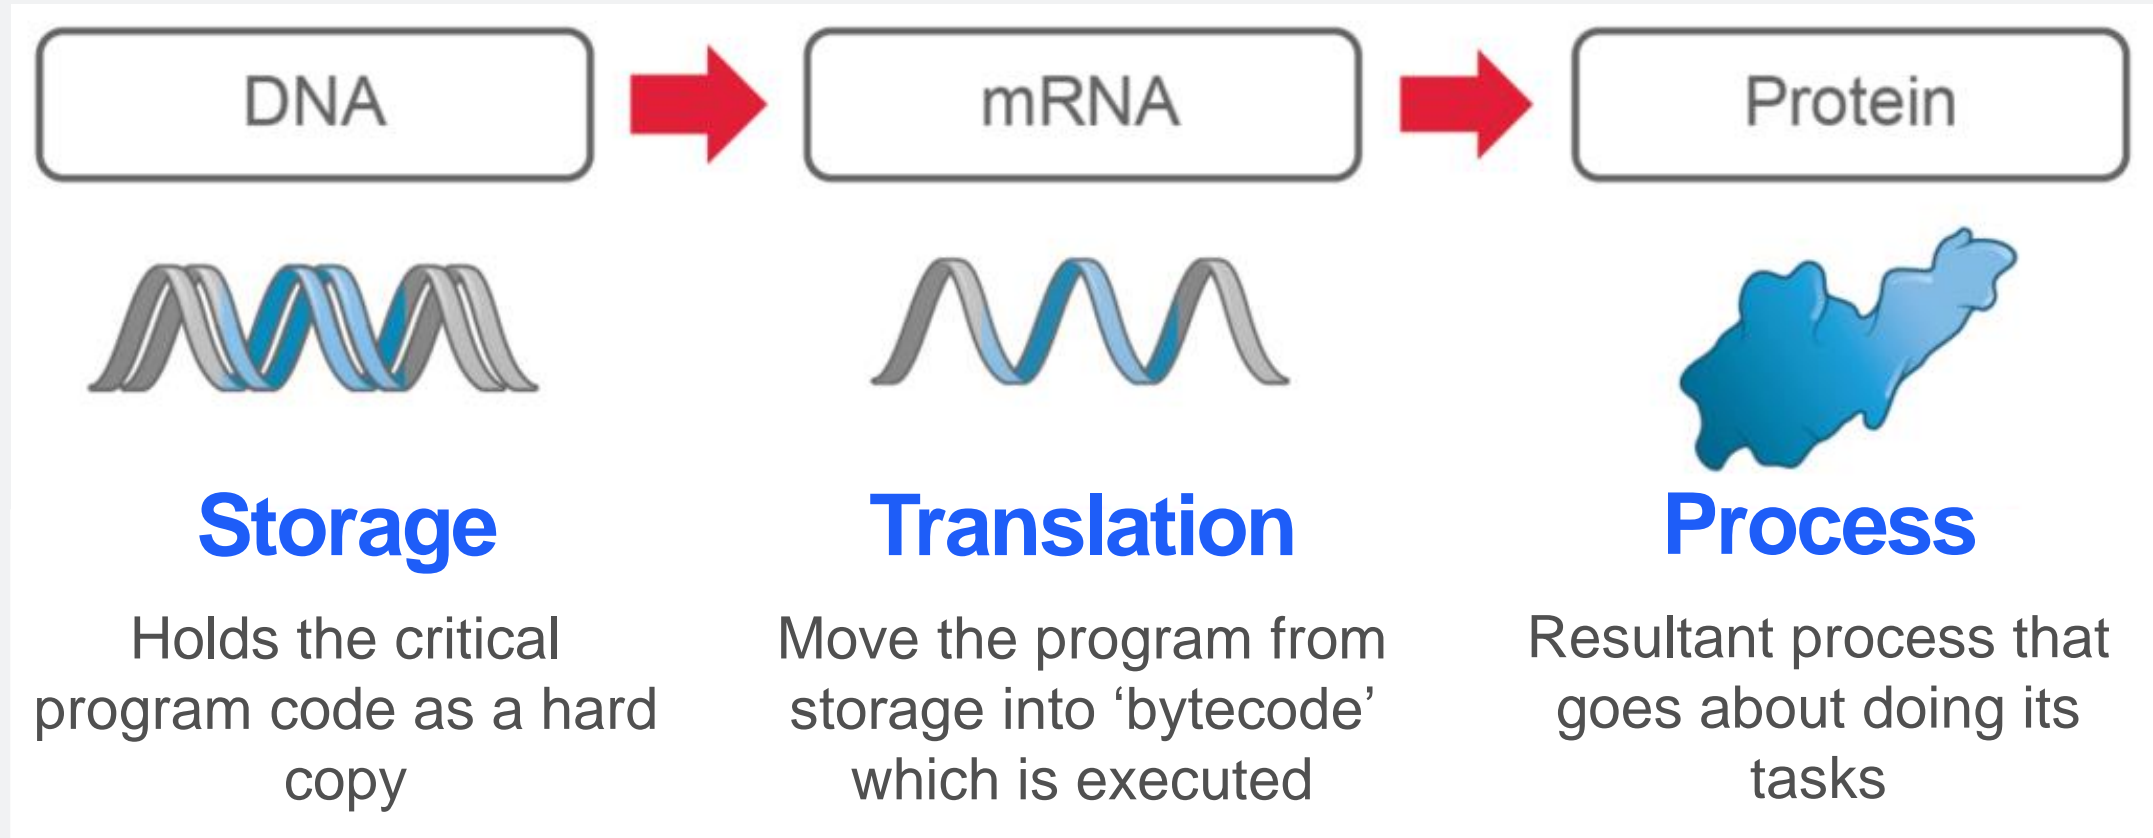 DNA
mRNA
Protein
Storage
Holds the critical
program code as a hard
copy
Translation
Move the program from
storage into ‘bytecode’
which is executed
Process
Resultant process that
goes about doing its
tasks